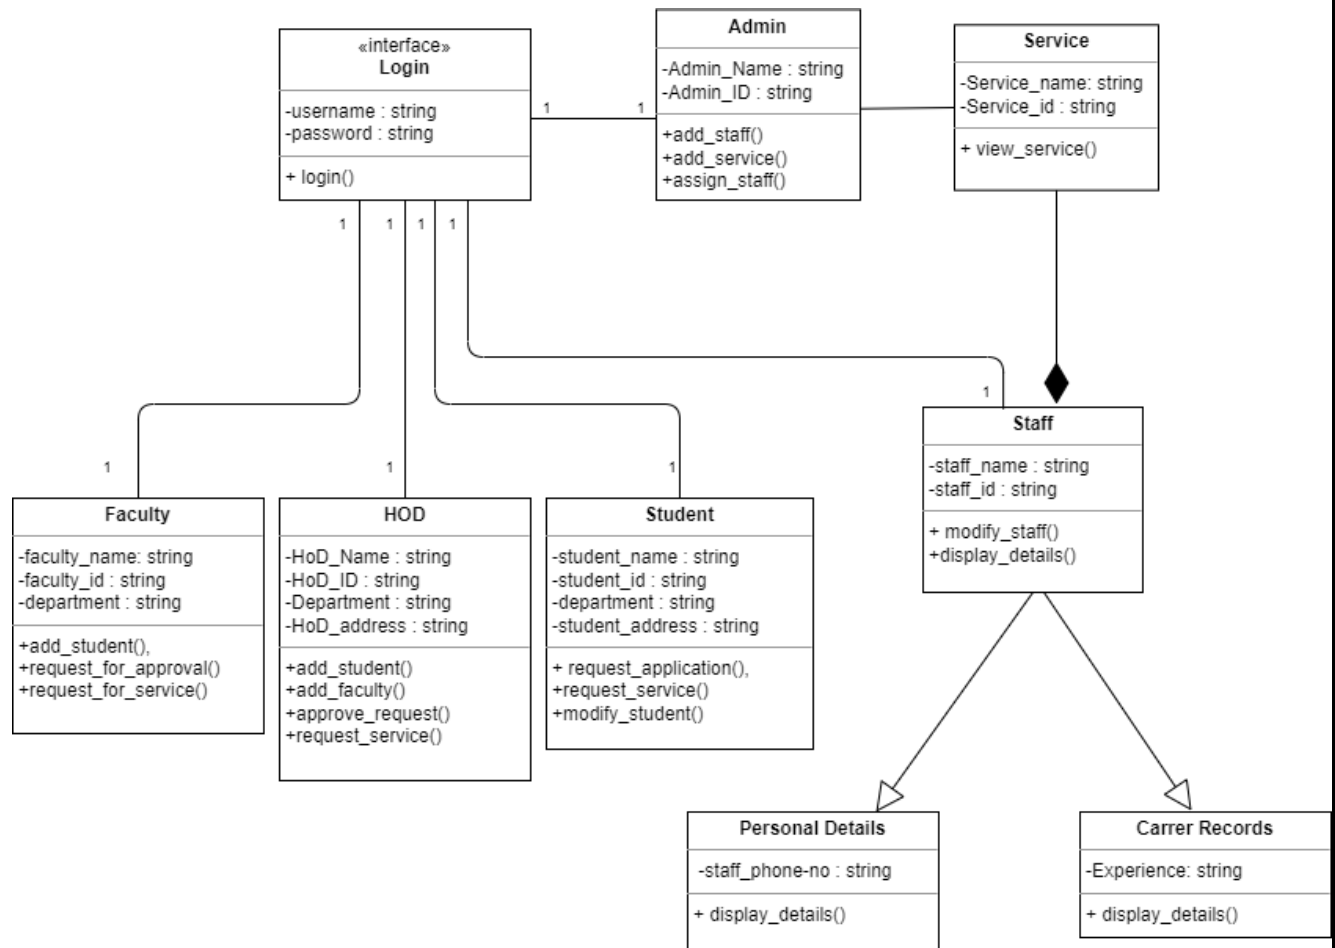 «interface»
Login
-username : string
-password : string
+ login()
Admin
-Admin_Name : string
-Admin_ID : string
+add_staff()
+add_service()
+assign_staff()
Service
-Service_name: string
-Service_id : string
+ view_service()
1
1
1
1
1
1
1
1
1
1
Faculty
-faculty_name: string
-faculty_id : string
-department : string
+add_student(),
+request_for_approval()
+request_for_service()
HOD
-HoD_Name : string
-HoD_ID : string
-Department : string
-HoD_address : string
+add_student()
+add_faculty()
+approve_request()
+request_service()
Student
-student_name : string
-student_id : string
-department : string
-student_address : string
+ request_application(),
+request_service()
+modify_student()
Staff
-staff_name : string
-staff_id : string
+ modify_staff()
+display_details()
Personal Details
-staff_phone-no : string
+ display_details()
Carrer Records
-Experience: string
+ display_details()